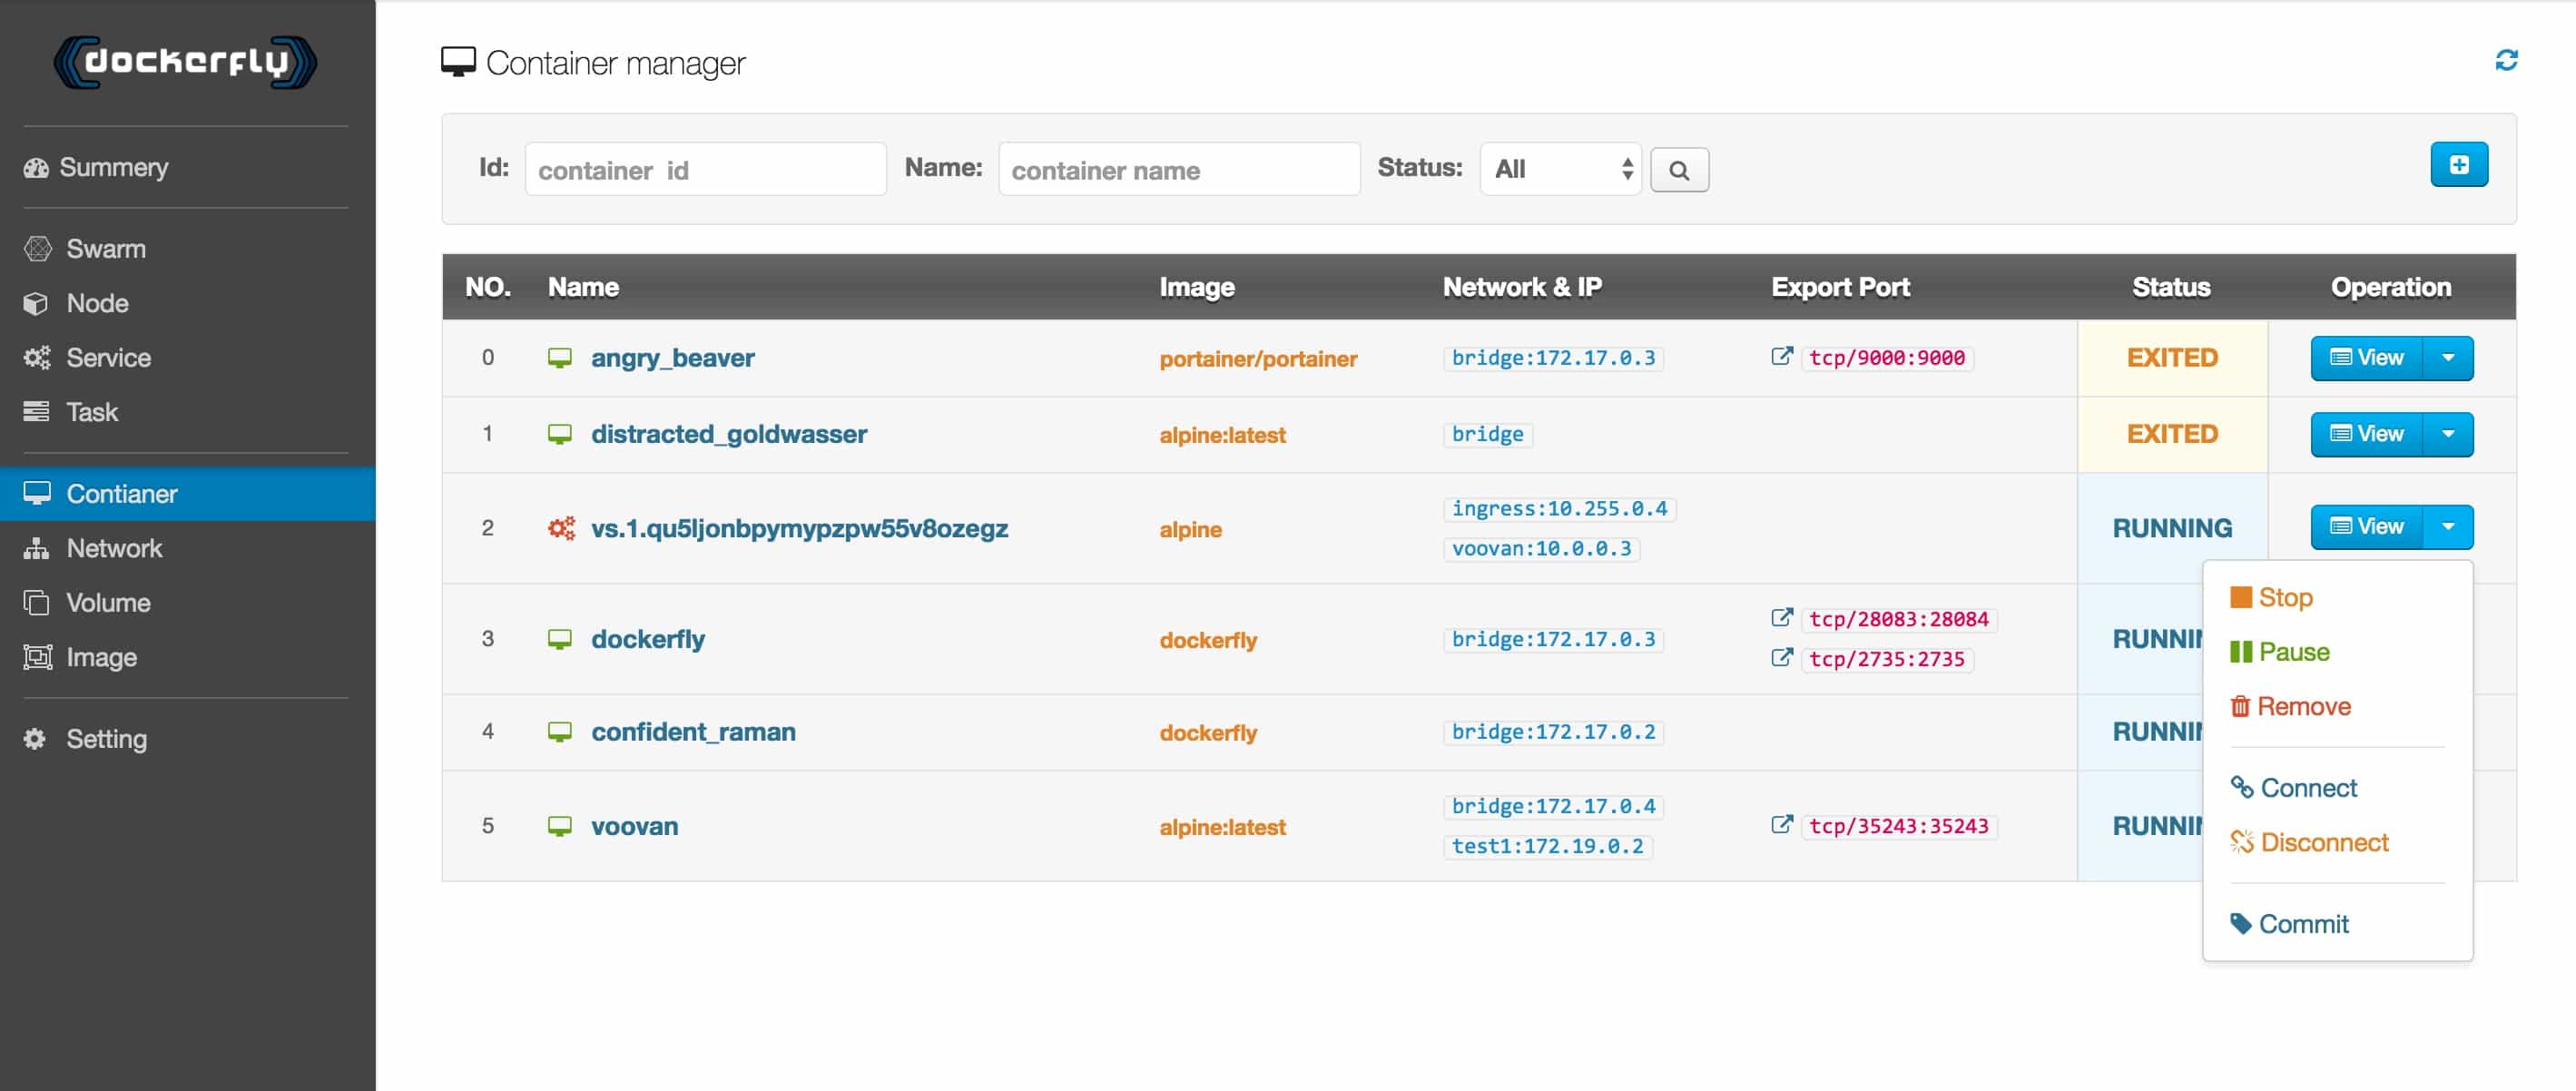 dockerfly
Summery
Swarm
Node
Service
Task
Contianer
Network
Volume
Image
Setting
Container manager
Id: container id Name: container name Status: All
NO. Name Image Network & IP Export Port Status Operation
0 angry_beaver portainer/portainer bridge:172.17.0.3 tcp/9000:9000 EXITED View
1 distracted_goldwasser alpine:latest bridge EXITED View
2 vs.1.qu5ljonbpymypzpw55v8ozegz alpine ingress:10.255.0.4 RUNNING View
voovan:10.0.0.3
3 dockerfly dockerfly bridge:172.17.0.3 tcp/28083:28084 RUNNIN
tcp/2735:2735
4 confident_raman dockerfly bridge:172.17.0.2 RUNNIN
5 voovan alpine:latest bridge:172.17.0.4 tcp/35243:35243 RUNNIN
test1:172.19.0.2
Stop
Pause
Remove
Connect
Disconnect
Commit